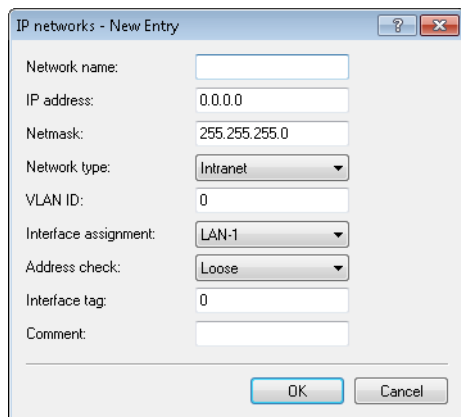 IP networks - New Entry
Network name:
IP address: 0.0.0.0
Netmask: 255.255.255.0
Network type: Intranet
VLAN ID: 0
Interface assignment: LAN-1
Address check: Loose
Interface tag: 0
Comment:
OK Cancel